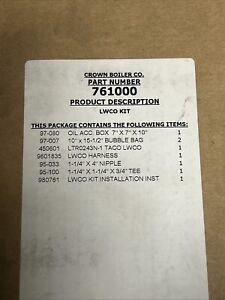 CROWN BOILER CO.
PART NUMBER
761000
PRODUCT DESCRIPTION
LWCO KIT
THIS PACKAGE CONTAINS THE FOLLOWING ITEMS:
97-080 OIL ACC. BOX 7" X 7" X 10" 1
97-007 10" x 15-1/2" BUBBLE BAG 2
450601 LTR0243N-1 TACO LWCO 1
9601835 LWCO HARNESS 1
95-033 1-1/4" X 4" NIPPLE 1
95-100 1-1/4" X 1-1/4" X 3/4" TEE 1
980761 LWCO KIT INSTALLATION INST 1